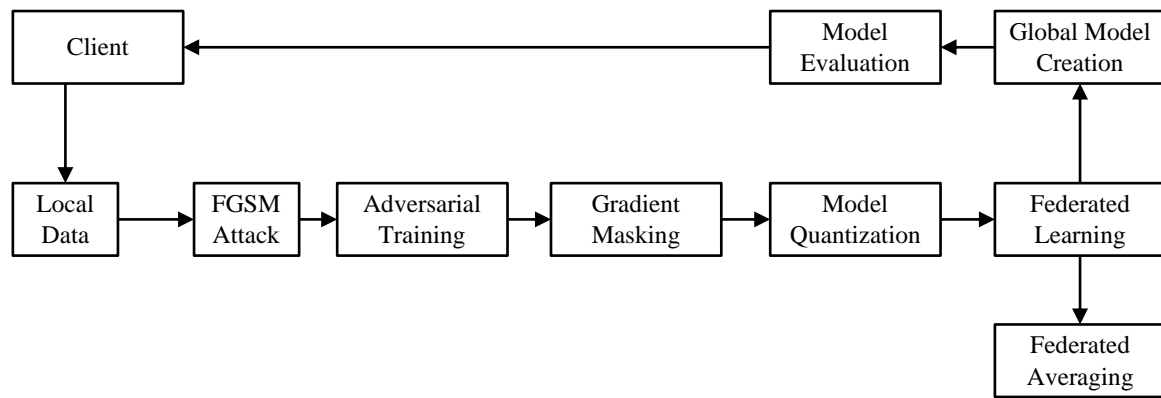 Client
Model
Evaluation
Global Model
Creation
Local
Data
FGSM
Attack
Adversarial
Training
Gradient
Masking
Model
Quantization
Federated
Learning
Federated
Averaging